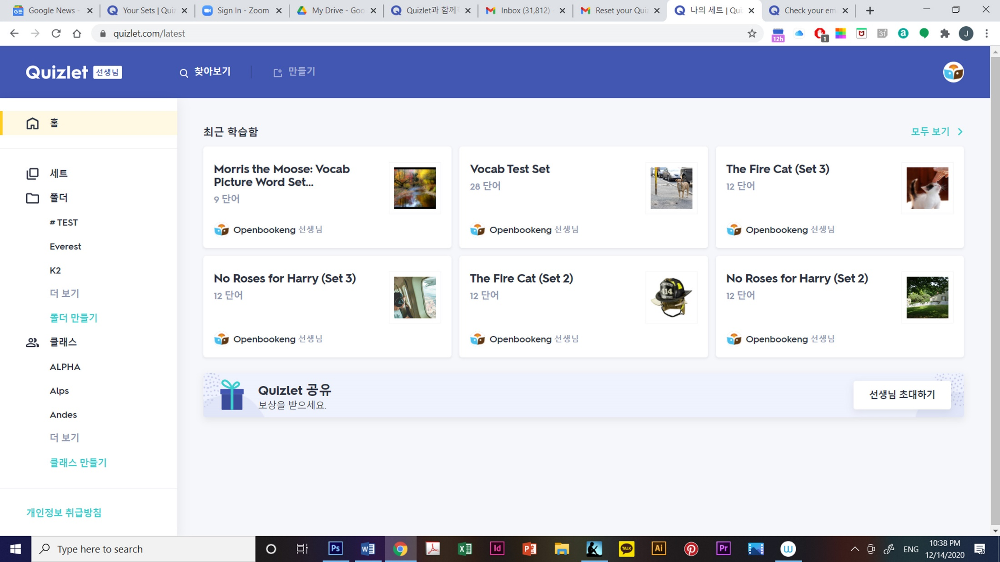 Google News -
Your Sets | Quiz
Sign In - Zoom
My Drive - Goo
Quizlet과 함께
Inbox (31,812)
Reset your Quiz
나의 세트 | Qui
Check your em
quizlet.com/latest
12h
1
31
a
J
Quizlet 선생님
찾아보기
만들기
홈
세트
폴더
# TEST
Everest
K2
더 보기
폴더 만들기
클래스
ALPHA
Alps
Andes
더 보기
클래스 만들기
개인정보 취급방침
최근 학습함
모두 보기
Morris the Moose: Vocab
Picture Word Set...
9 단어
Openbookeng 선생님
Vocab Test Set
28 단어
Openbookeng 선생님
The Fire Cat (Set 3)
12 단어
Openbookeng 선생님
No Roses for Harry (Set 3)
12 단어
Openbookeng 선생님
The Fire Cat (Set 2)
12 단어
414
Openbookeng 선생님
No Roses for Harry (Set 2)
12 단어
Openbookeng 선생님
Quizlet 공유
보상을 받으세요.
선생님 초대하기
Type here to search
Ps
W
X
Id
P
TALK
Ai
Pr
W
ENG
10:38 PM
12/14/2020